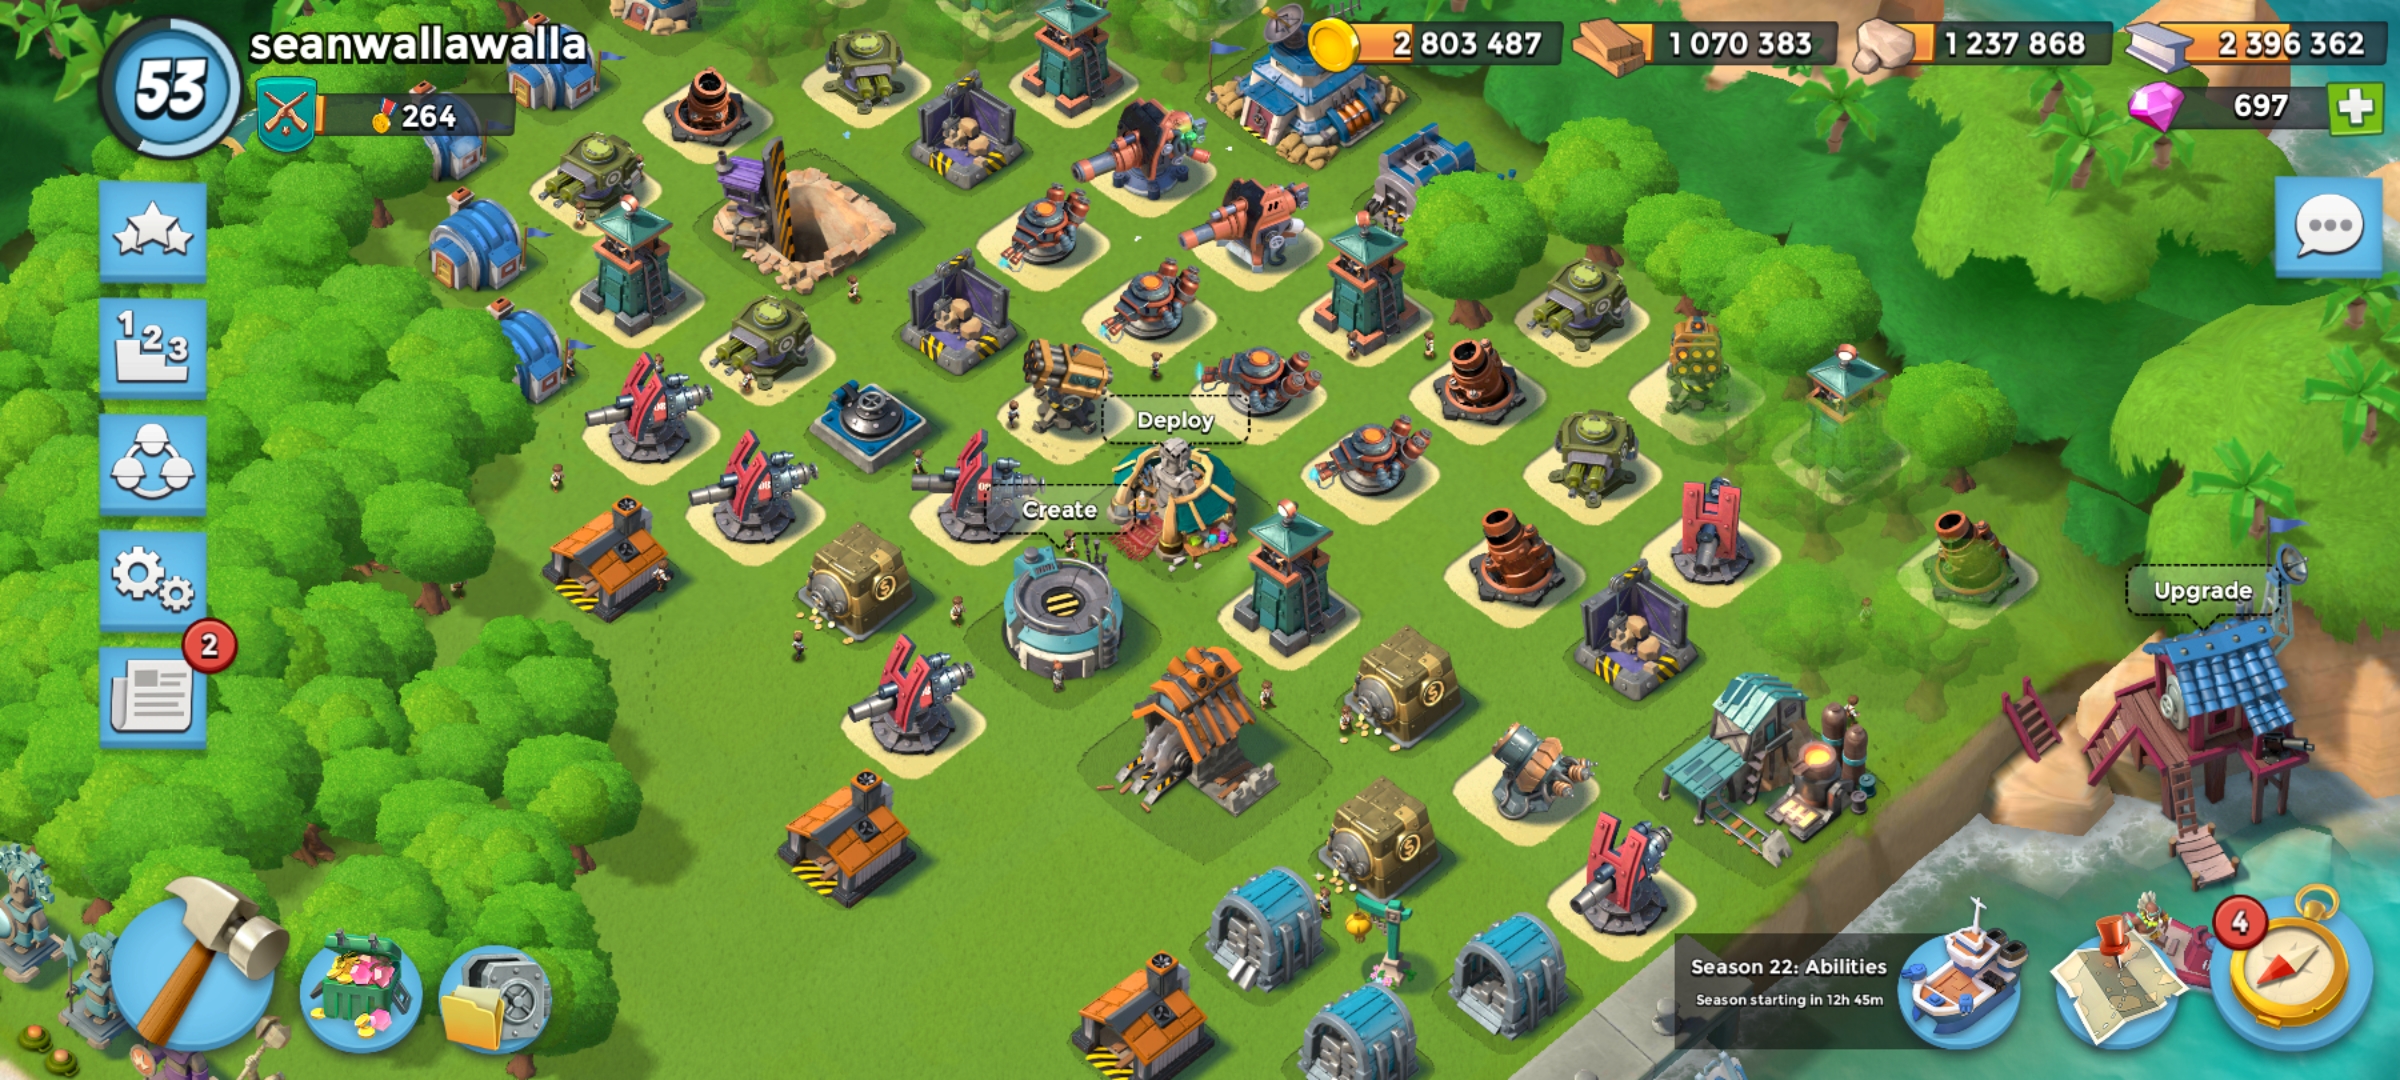 53
seanwallawalla
264
2 803 487
1 070 383
1 237 868
2 396 362
697
1 2 3
2
Deploy
Create
Upgrade
4
Season 22: Abilities
Season starting in 12h 45m